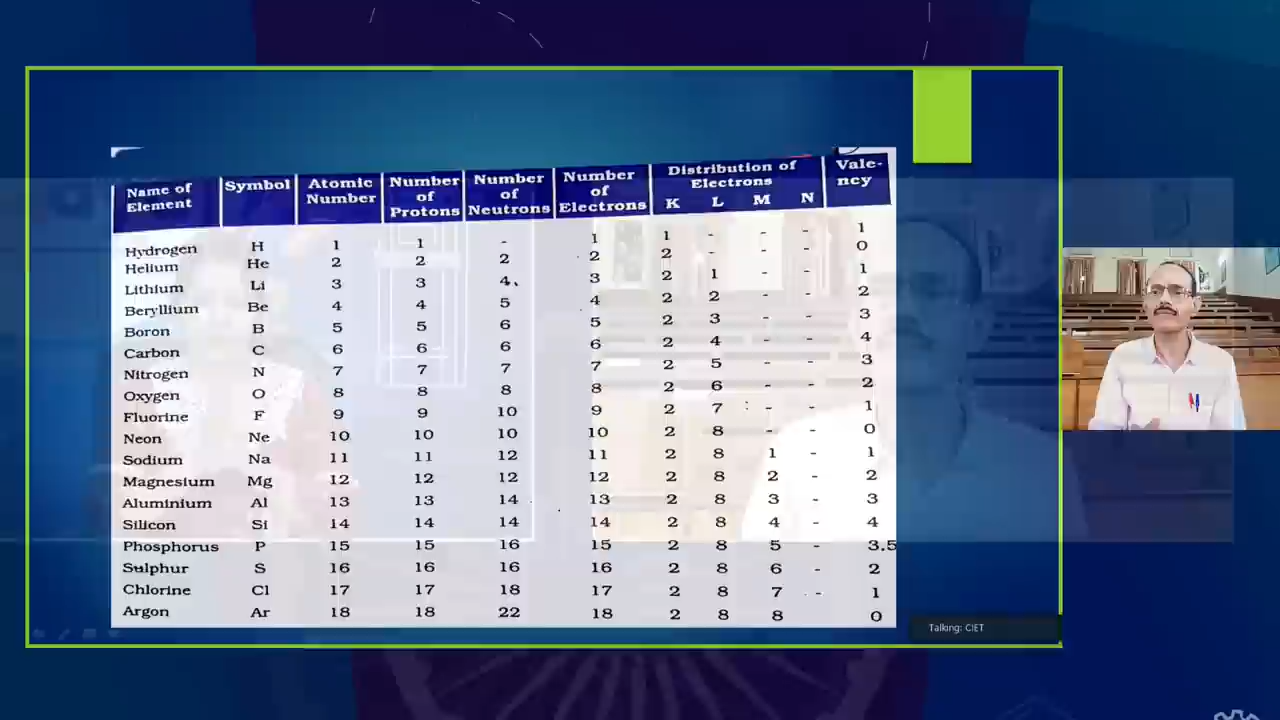 Name of Element Symbol Atomic Number Number of Protons Number of Neutrons Number of Electrons Distribution of Electrons K L M N Vale-ncy
Hydrogen H 1 1 - 1 1 - - - 1
Helium He 2 2 2 2 2 - - - 0
Lithium Li 3 3 4 3 2 1 - - 1
Beryllium Be 4 4 5 4 2 2 - - 2
Boron B 5 5 6 5 2 3 - - 3
Carbon C 6 6 6 6 2 4 - - 4
Nitrogen N 7 7 7 7 2 5 - - 3
Oxygen O 8 8 8 8 2 6 - - 2
Fluorine F 9 9 10 9 2 7 - - 1
Neon Ne 10 10 10 10 2 8 - - 0
Sodium Na 11 11 12 11 2 8 1 - 1
Magnesium Mg 12 12 12 12 2 8 2 - 2
Aluminium Al 13 13 14 13 2 8 3 - 3
Silicon Si 14 14 14 14 2 8 4 - 4
Phosphorus P 15 15 16 15 2 8 5 - 3.5
Sulphur S 16 16 16 16 2 8 6 - 2
Chlorine Cl 17 17 18 17 2 8 7 - 1
Argon Ar 18 18 22 18 2 8 8 0
Talking: CIET